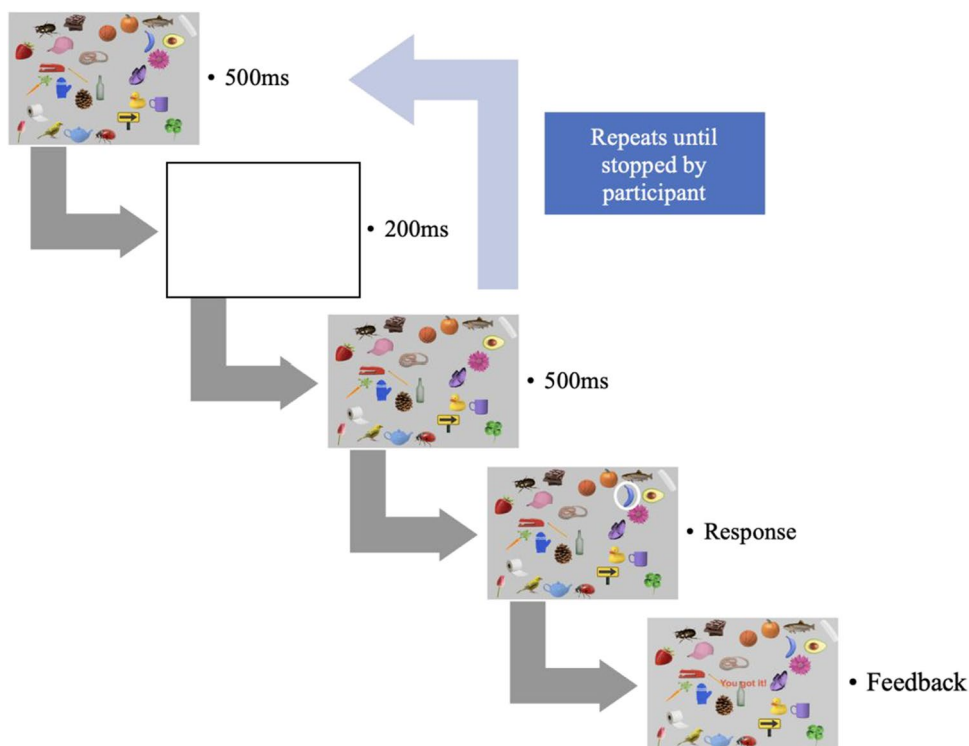 • 500ms
Repeats until
stopped by
participant
• 200ms
• 500ms
• Response
You got it!
• Feedback